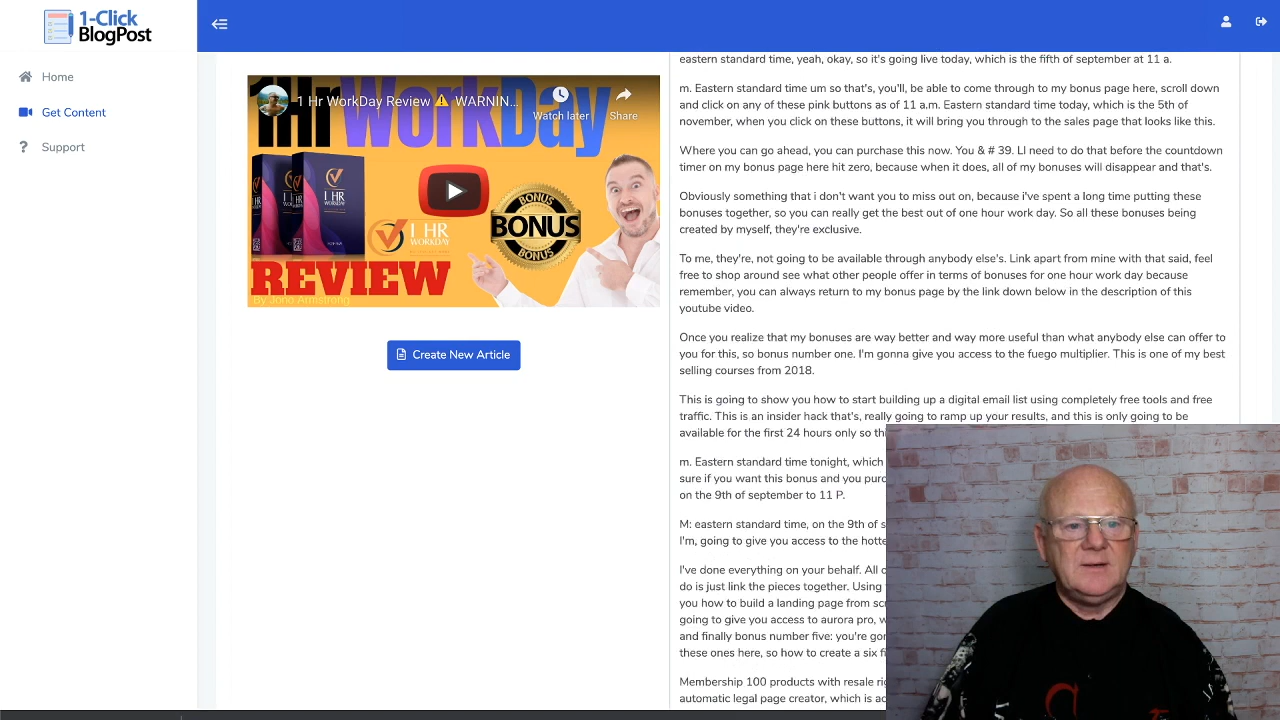 1-Click
BlogPost
Home
Get Content
Support
1 Hr WorkDay Review ⚠ WARNIN...
Watch later
Share
1Hr WorkDay
1 HR
WORKDAY
1 HR
WORKDAY
BONUS
BONUS
BONUS
REVIEW
By Jono Armstrong
Create New Article
eastern standard time, yeah, okay, so it's going live today, which is the fifth of september at 11 a.
m. Eastern standard time um so that's, you'll, be able to come through to my bonus page here, scroll down
and click on any of these pink buttons as of 11 a.m. Eastern standard time today, which is the 5th of
november, when you click on these buttons, it will bring you through to the sales page that looks like this.
Where you can go ahead, you can purchase this now. You & # 39. Ll need to do that before the countdown
timer on my bonus page here hit zero, because when it does, all of my bonuses will disappear and that's.
Obviously something that i don't want you to miss out on, because i've spent a long time putting these
bonuses together, so you can really get the best out of one hour work day. So all these bonuses being
created by myself, they're exclusive.
To me, they're, not going to be available through anybody else's. Link apart from mine with that said, feel
free to shop around see what other people offer in terms of bonuses for one hour work day because
remember, you can always return to my bonus page by the link down below in the description of this
youtube video.
Once you realize that my bonuses are way better and way more useful than what anybody else can offer to
you for this, so bonus number one. I'm gonna give you access to the fuego multiplier. This is one of my best
selling courses from 2018.
This is going to show you how to start building up a digital email list using completely free tools and free
traffic. This is an insider hack that's, really going to ramp up your results, and this is only going to be
available for the first 24 hours only so thi
m. Eastern standard time tonight, which
sure if you want this bonus and you purc
on the 9th of september to 11 P.
M: eastern standard time, on the 9th of s
I'm, going to give you access to the hotte
I've done everything on your behalf. All o
do is just link the pieces together. Using
you how to build a landing page from scr
going to give you access to aurora pro, w
and finally bonus number five: you're gon
these ones here, so how to create a six fi
Membership 100 products with resale rig
automatic legal page creator, which is ac